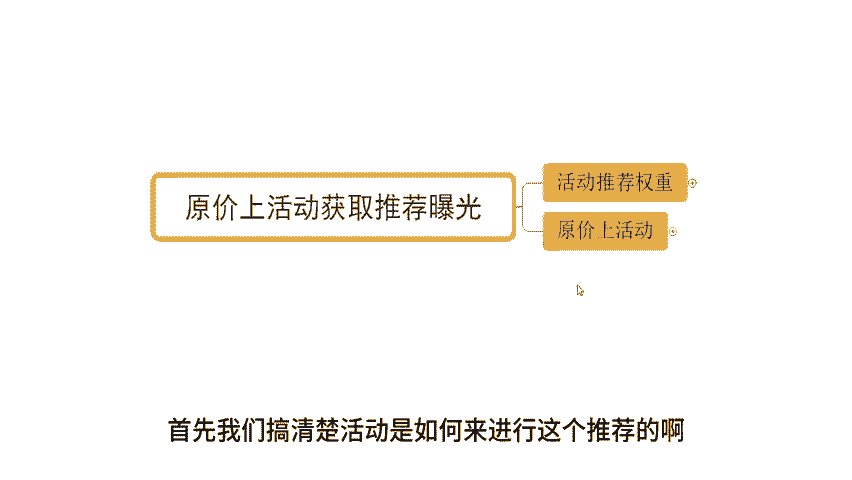 原价上活动获取推荐曝光
活动推荐权重
原价上活动
首先我们搞清楚活动是如何来进行这个推荐的啊